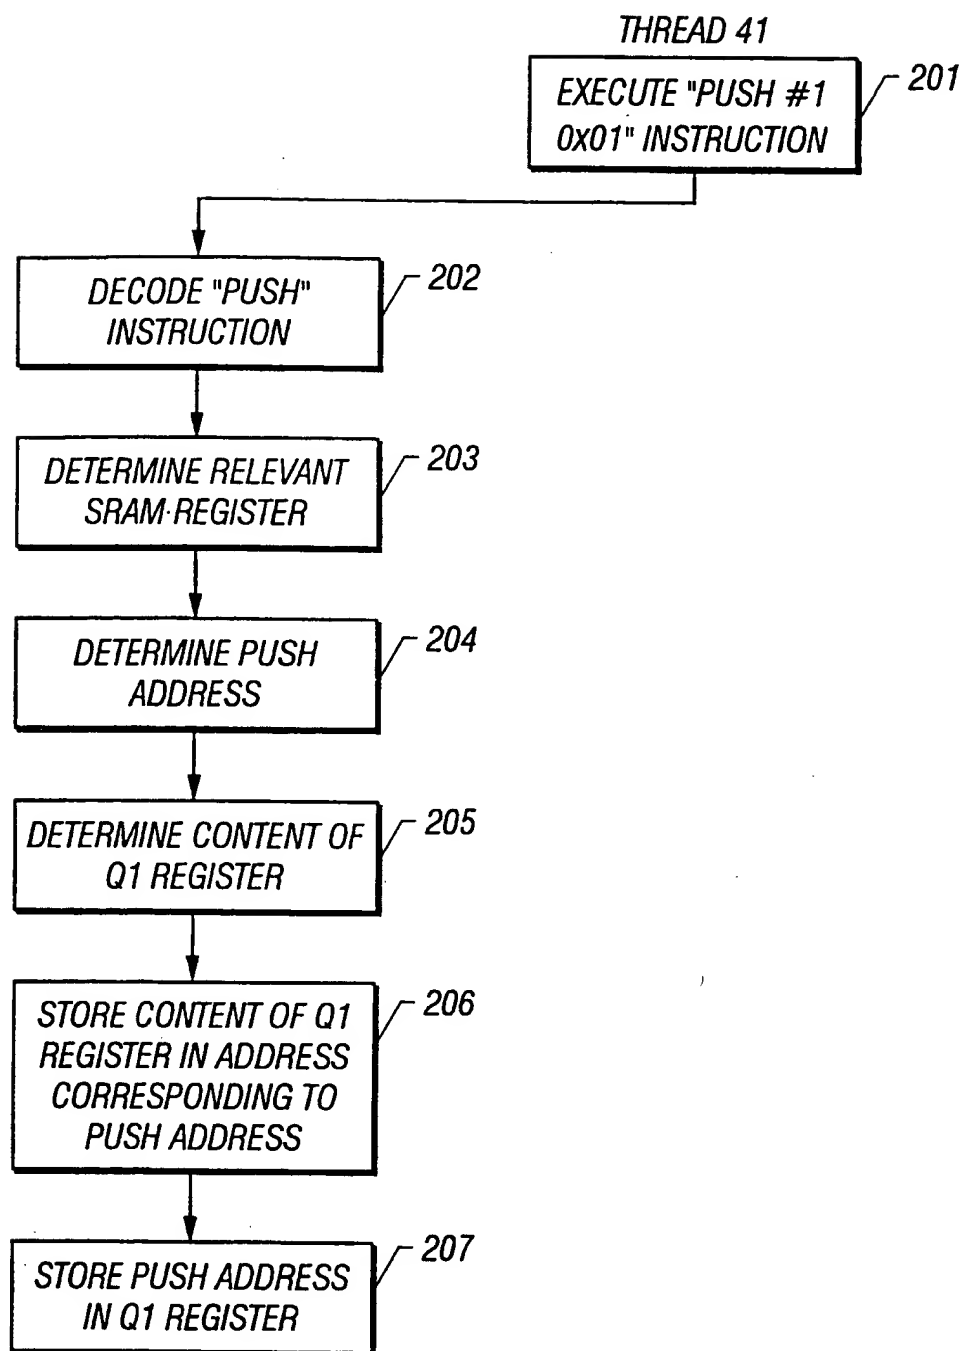 THREAD 41
EXECUTE "PUSH #1
0X01" INSTRUCTION
201
DECODE "PUSH"
INSTRUCTION
202
DETERMINE RELEVANT
SRAM REGISTER
203
DETERMINE PUSH
ADDRESS
204
DETERMINE CONTENT OF
Q1 REGISTER
205
STORE CONTENT OF Q1
REGISTER IN ADDRESS
CORRESPONDING TO
PUSH ADDRESS
206
STORE PUSH ADDRESS
IN Q1 REGISTER
207